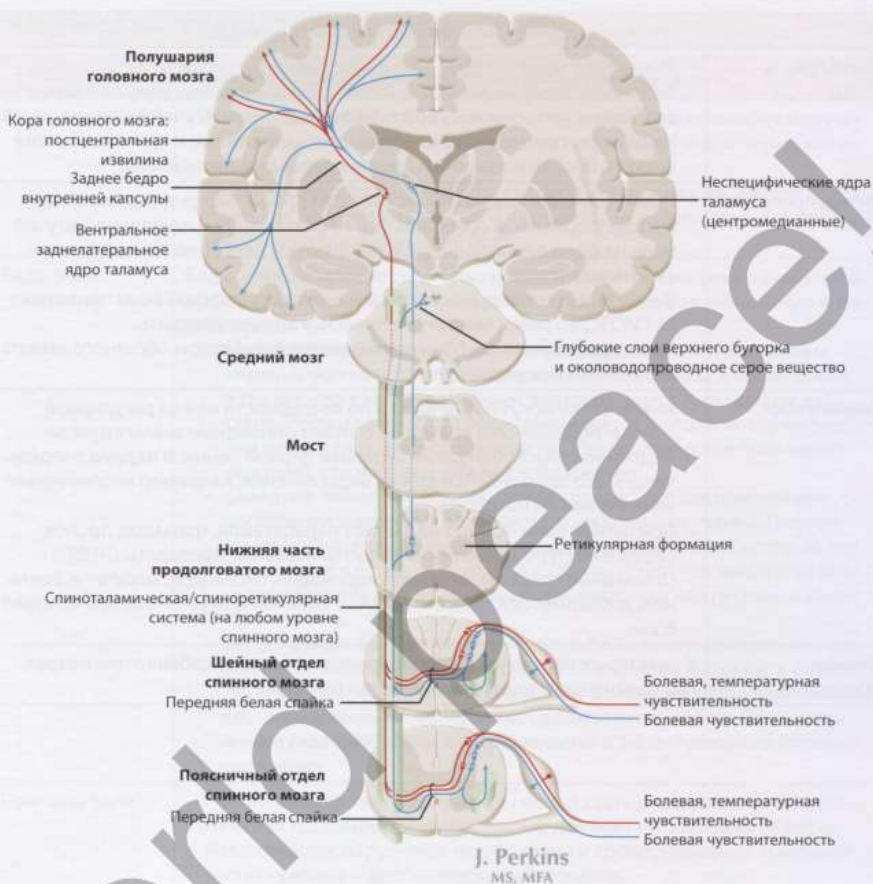 Полушария
головного мозга
Кора головного мозга:
постцентральная
извилина
Заднее бедро
внутренней капсулы
Вентральное
заднелатеральное
ядро таламуса
Неспецифические ядра
таламуса
(центромедианные)
Средний мозг
Глубокие слои верхнего бугорка
и околоводопроводное серое вещество
Мост
Нижняя часть
продолговатого мозга
Ретикулярная формация
Спиноталамическая/спиноретикулярная
система (на любом уровне
спинного мозга)
Шейный отдел
спинного мозга
Передняя белая спайка
Болевая, температурная
чувствительность
Болевая чувствительность
Поясничный отдел
спинного мозга
Передняя белая спайка
Болевая, температурная
чувствительность
Болевая чувствительность
J. Perkins
MS, MFA
orld peace!